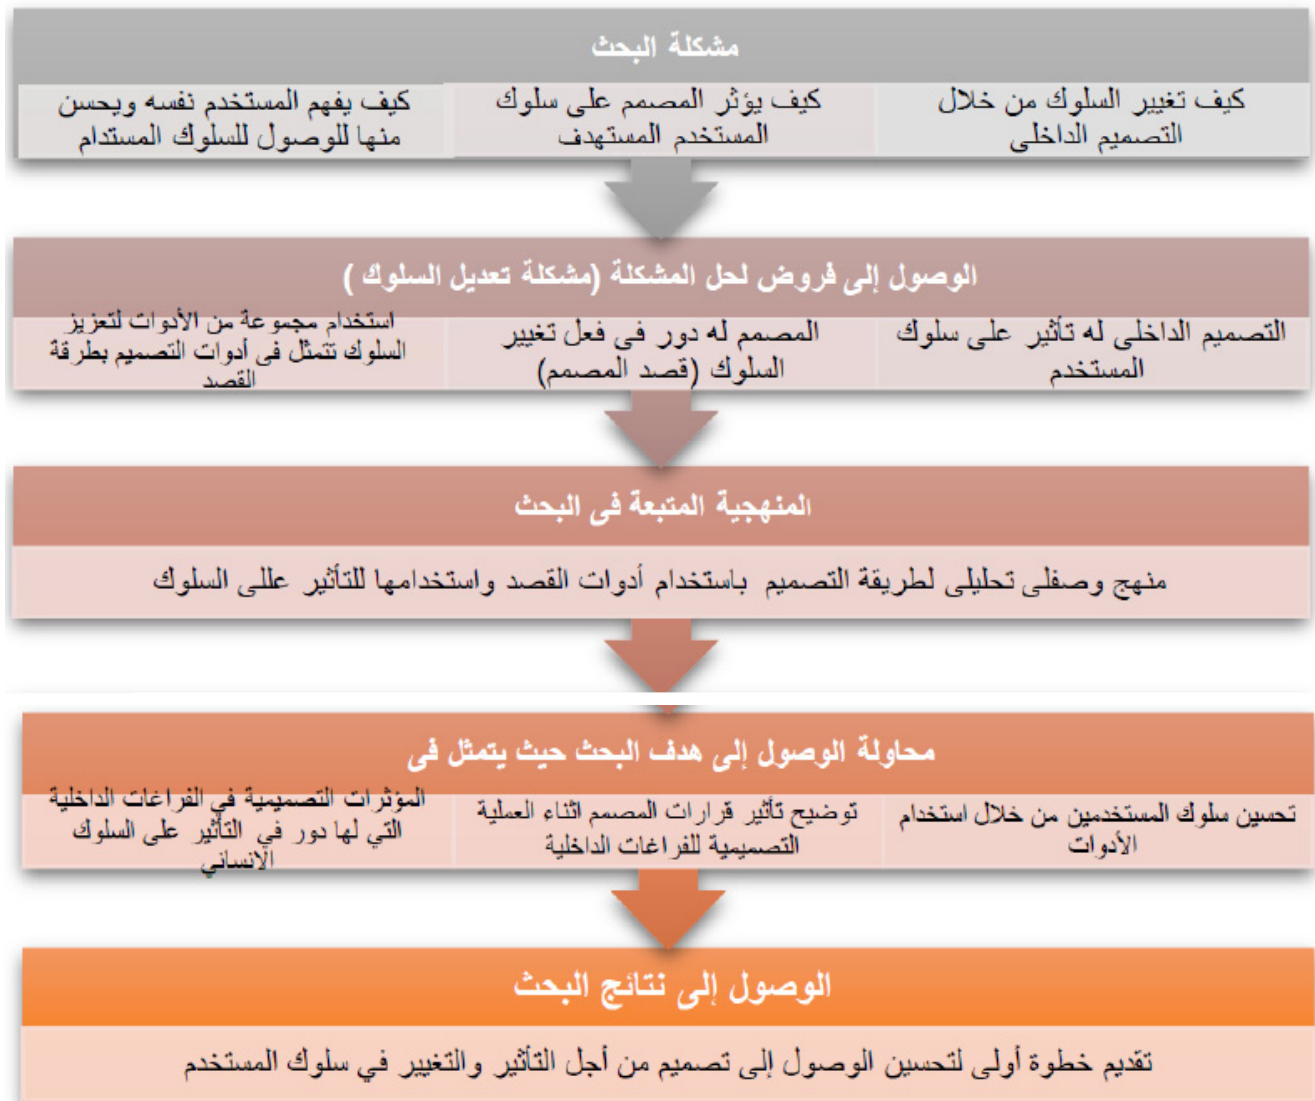 مشكلة البحث
كيف تغيير السلوك من خلال
التصميم الداخلى
كيف يؤثر المصمم على سلوك
المستخدم المستهدف
كيف يفهم المستخدم نفسه ويحسن
منها للوصول للسلوك المستدام
الوصول إلى فروض لحل المشكلة (مشكلة تعديل السلوك )
التصميم الداخلى له تأثير على سلوك
المستخدم
المصمم له دور فى فعل تغيير
السلوك (قصد المصمم)
استخدام مجموعة من الأدوات لتعزيز
السلوك تتمثل فى أدوات التصميم بطرقة
القصد
المنهجية المتبعة فى البحث
منهج وصفلى تحليلى لطريقة التصميم باستخدام أدوات القصد واستخدامها للتأثير عللى السلوك
محاولة الوصول إلى هدف البحث حيث يتمثل فى
تحسين سلوك المستخدمين من خلال استخدام
الأدوات
توضيح تأثير قرارات المصمم اثناء العملية
التصميمية للفراغات الداخلية
المؤثرات التصميمية في الفراغات الداخلية
التي لها دور في التأثير على السلوك
الانساني
الوصول إلى نتائج البحث
تقديم خطوة أولى لتحسين الوصول إلى تصميم من أجل التأثير والتغيير في سلوك المستخدم